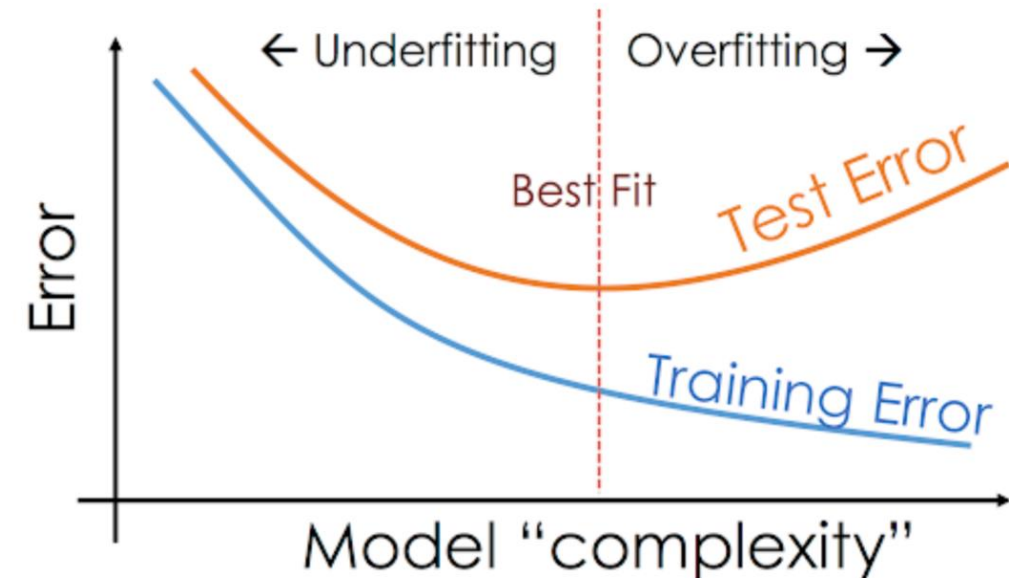 ← Underfitting
Overfitting →
Best Fit
Test Error
Error
Training Error
Model “complexity”